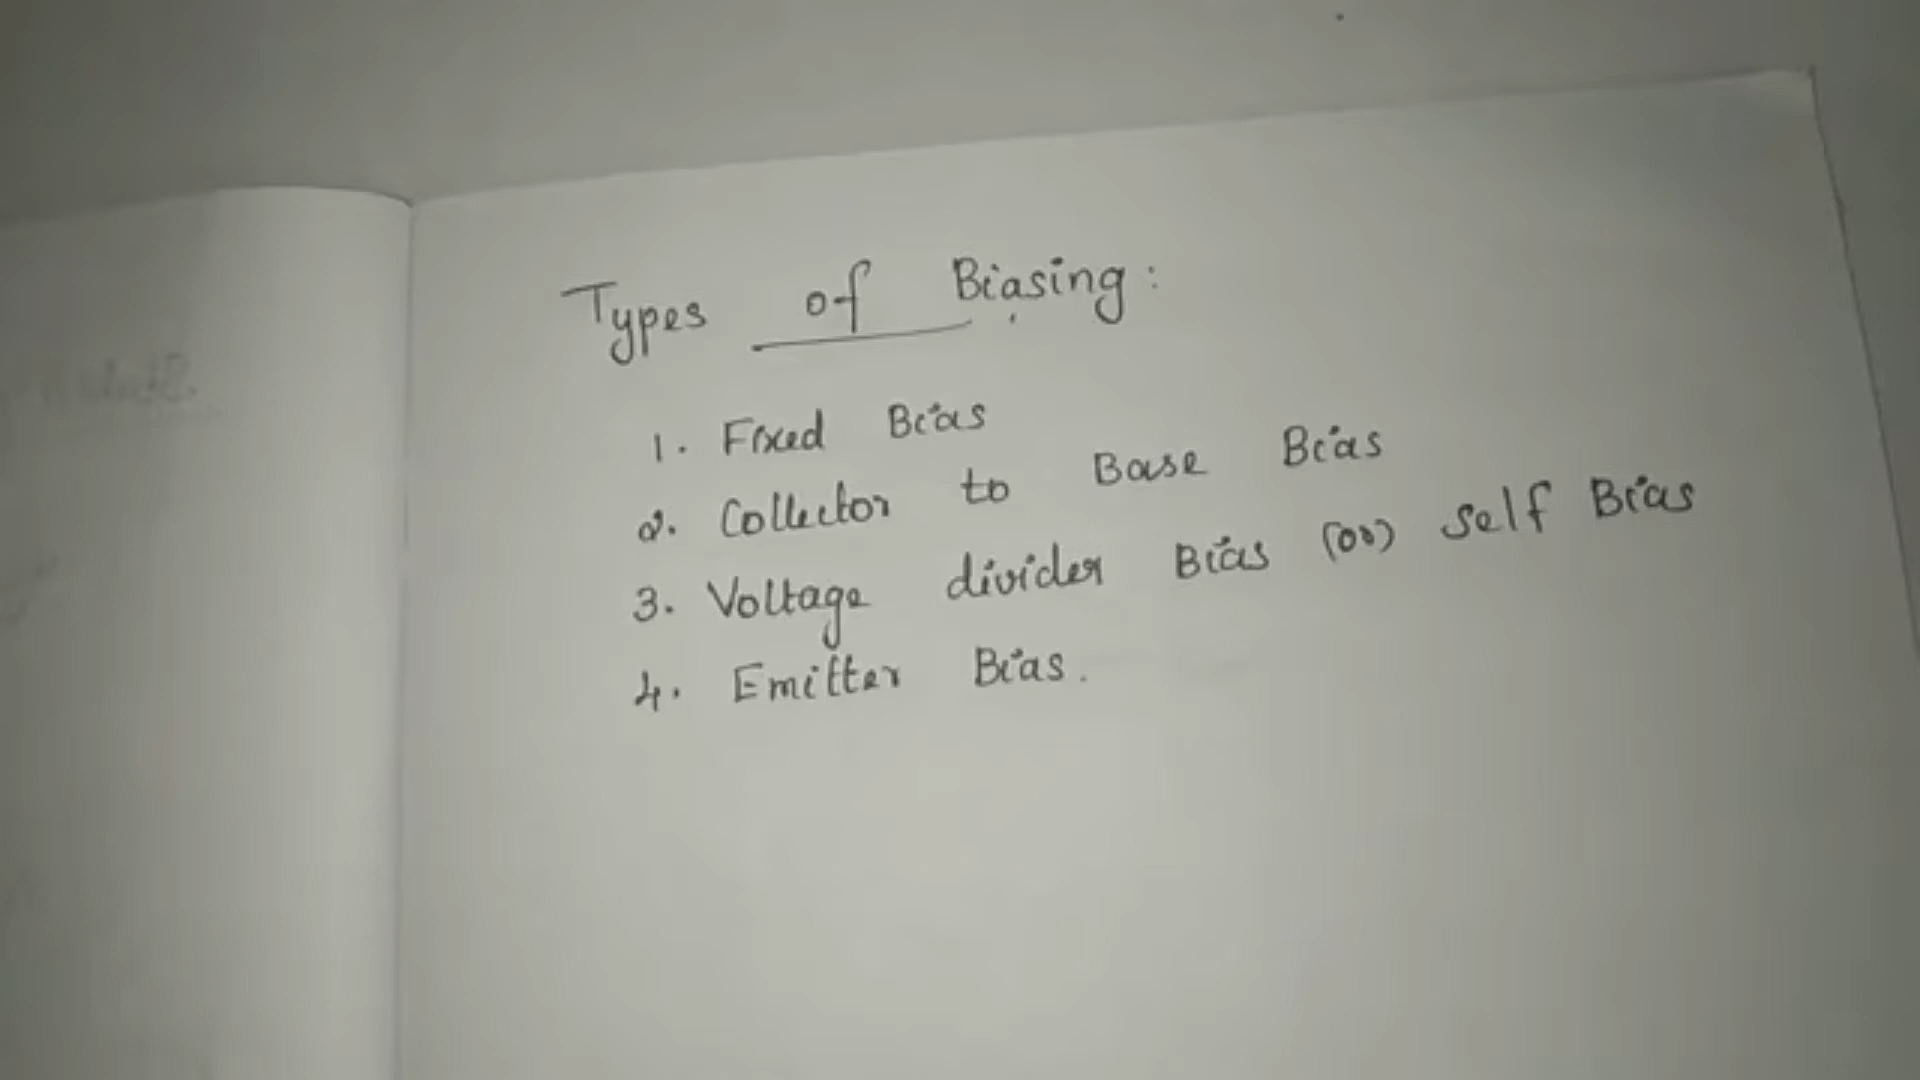 Types of Biasing:
1. Fixed Bias
2. Collector to Base Bias
3. Voltage divider Bias (or) Self Bias
4. Emitter Bias.